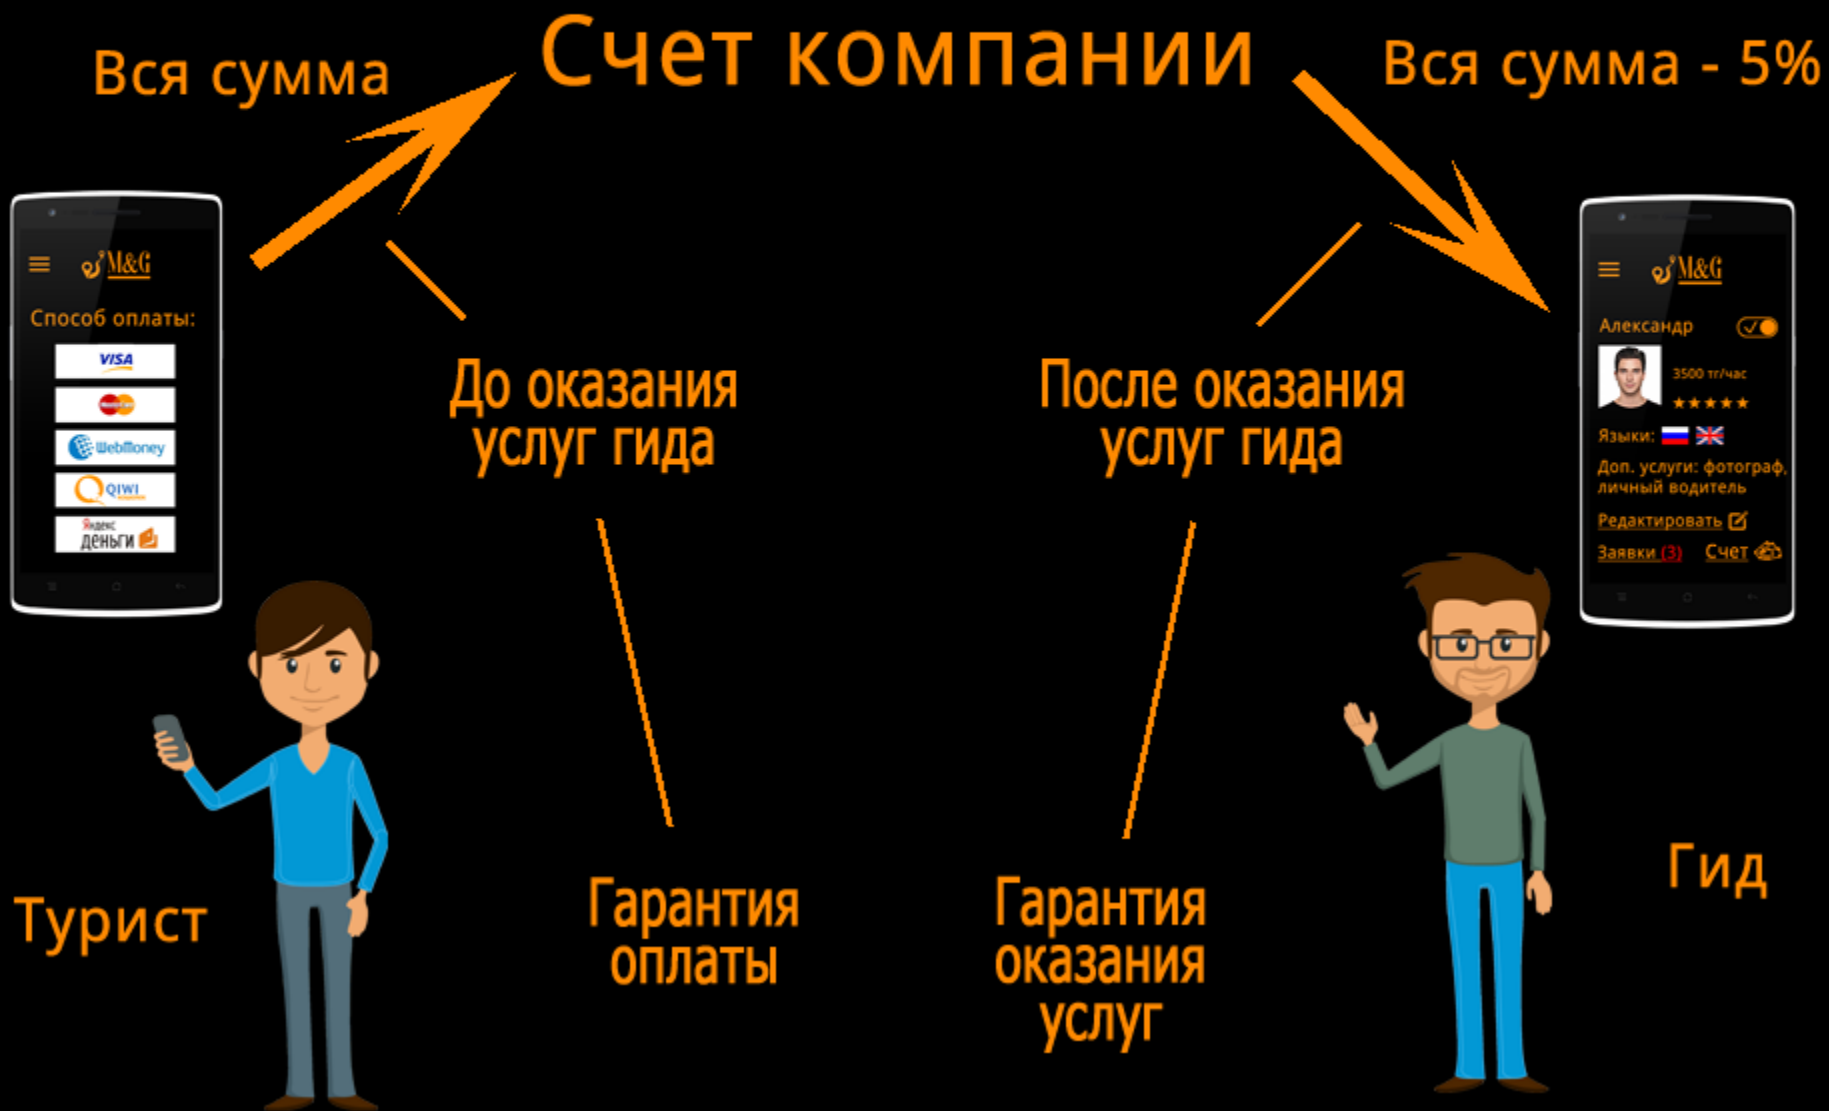 Счет компании
Вся сумма
Вся сумма - 5%
M&G
Способ оплаты:
VISA
MasterCard
WebMoney
QIWI
Яндекс
деньги
До оказания
услуг гида
После оказания
услуг гида
M&G
Александр
3500 тг/час
★★★★★
Языки:
Доп. услуги: фотограф,
личный водитель
Редактировать
Заявки (3) Счет
Турист
Гарантия
оплаты
Гарантия
оказания
услуг
Гид